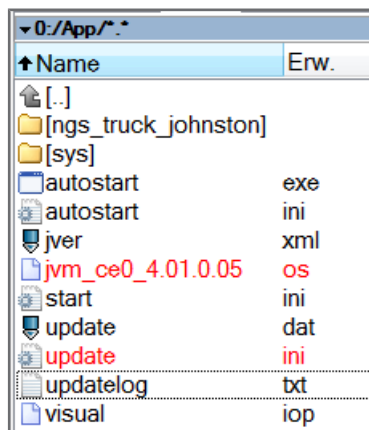 0:/App/*.*
Name Erw.
[..]
[ngs_truck_johnston]
[sys]
autostart exe
autostart ini
jver xml
jvm_ce0_4.01.0.05 os
start ini
update dat
update ini
updatelog txt
visual iop